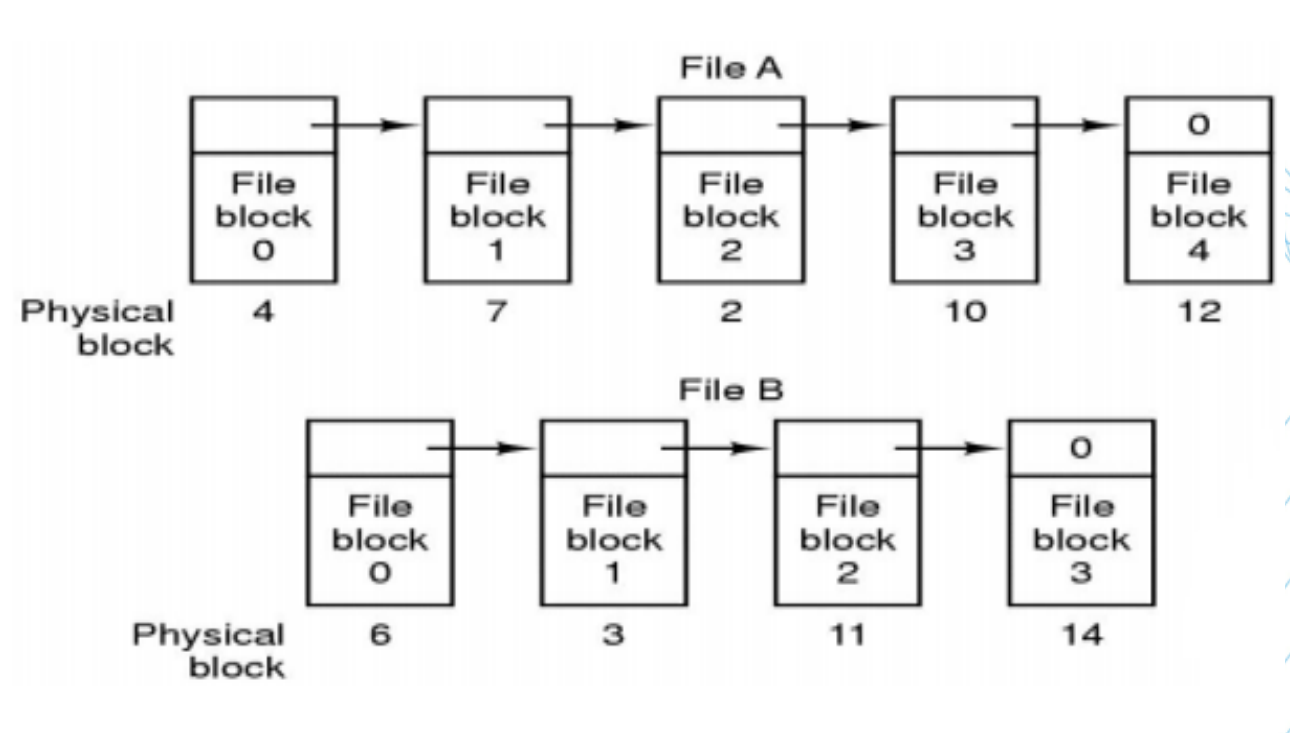 File A
0
File block 0
File block 1
File block 2
File block 3
File block 4
Physical block
4 7 2 10 12
File B
0
File block 0
File block 1
File block 2
File block 3
Physical block
6 3 11 14